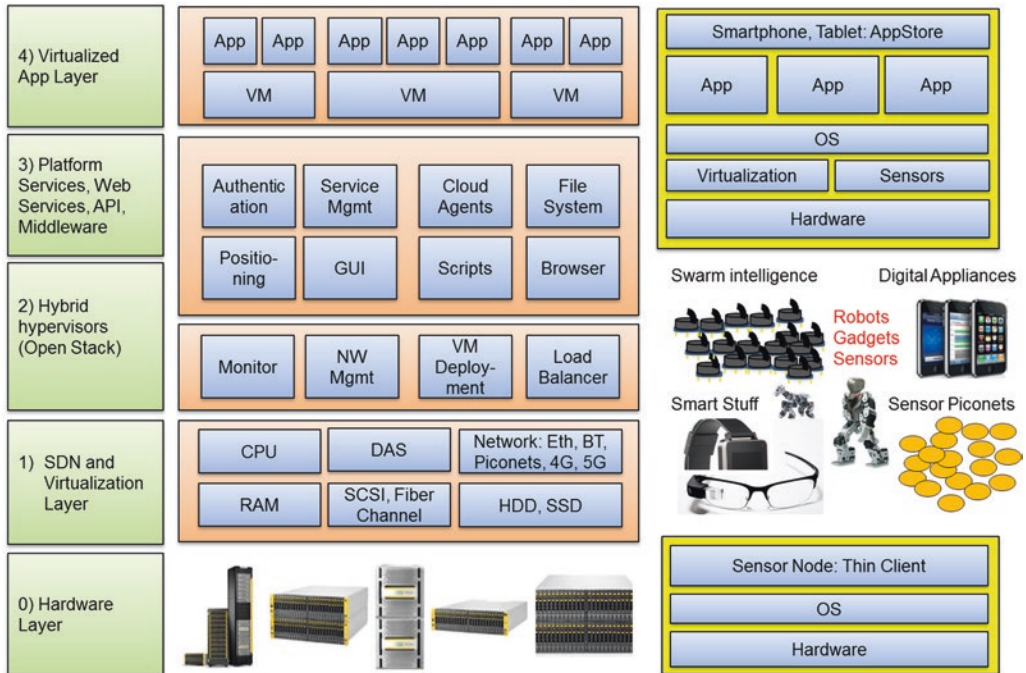 4) Virtualized
App Layer
3) Platform
Services, Web
Services, API,
Middleware
2) Hybrid
hypervisors
(Open Stack)
1) SDN and
Virtualization
Layer
0) Hardware
Layer
App
App
App
App
App
App
App
VM
VM
VM
Authentic
ation
Service
Mgmt
Cloud
Agents
File
System
Positio-
ning
GUI
Scripts
Browser
Monitor
NW
Mgmt
VM
Deploy-
ment
Load
Balancer
CPU
DAS
Network: Eth, BT,
Piconets, 4G, 5G
RAM
SCSI, Fiber
Channel
HDD, SSD
Smartphone, Tablet: AppStore
App
App
App
OS
Virtualization
Sensors
Hardware
Swarm intelligence
Digital Appliances
Robots
Gadgets
Sensors
Smart Stuff
Sensor Piconets
Sensor Node: Thin Client
OS
Hardware